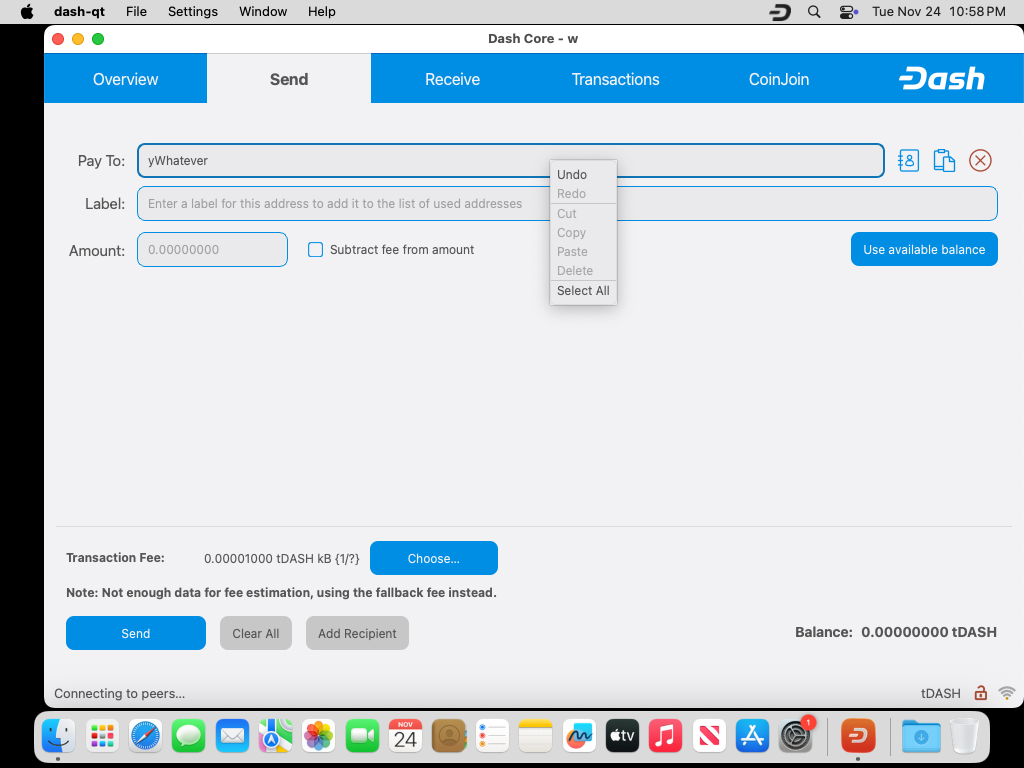 dash-qt File Settings Window Help Tue Nov 24 10:58 PM
Dash Core - w
Overview Send Receive Transactions CoinJoin Dash
Pay To: yWhatever
Label: Enter a label for this address to add it to the list of used addresses
Amount: 0.00000000 Subtract fee from amount Use available balance
Undo
Redo
Cut
Copy
Paste
Delete
Select All
Transaction Fee: 0.00001000 tDASH kB {1/?} Choose...
Note: Not enough data for fee estimation, using the fallback fee instead.
Send Clear All Add Recipient Balance: 0.00000000 tDASH
Connecting to peers... tDASH
NOV
24
tv
1